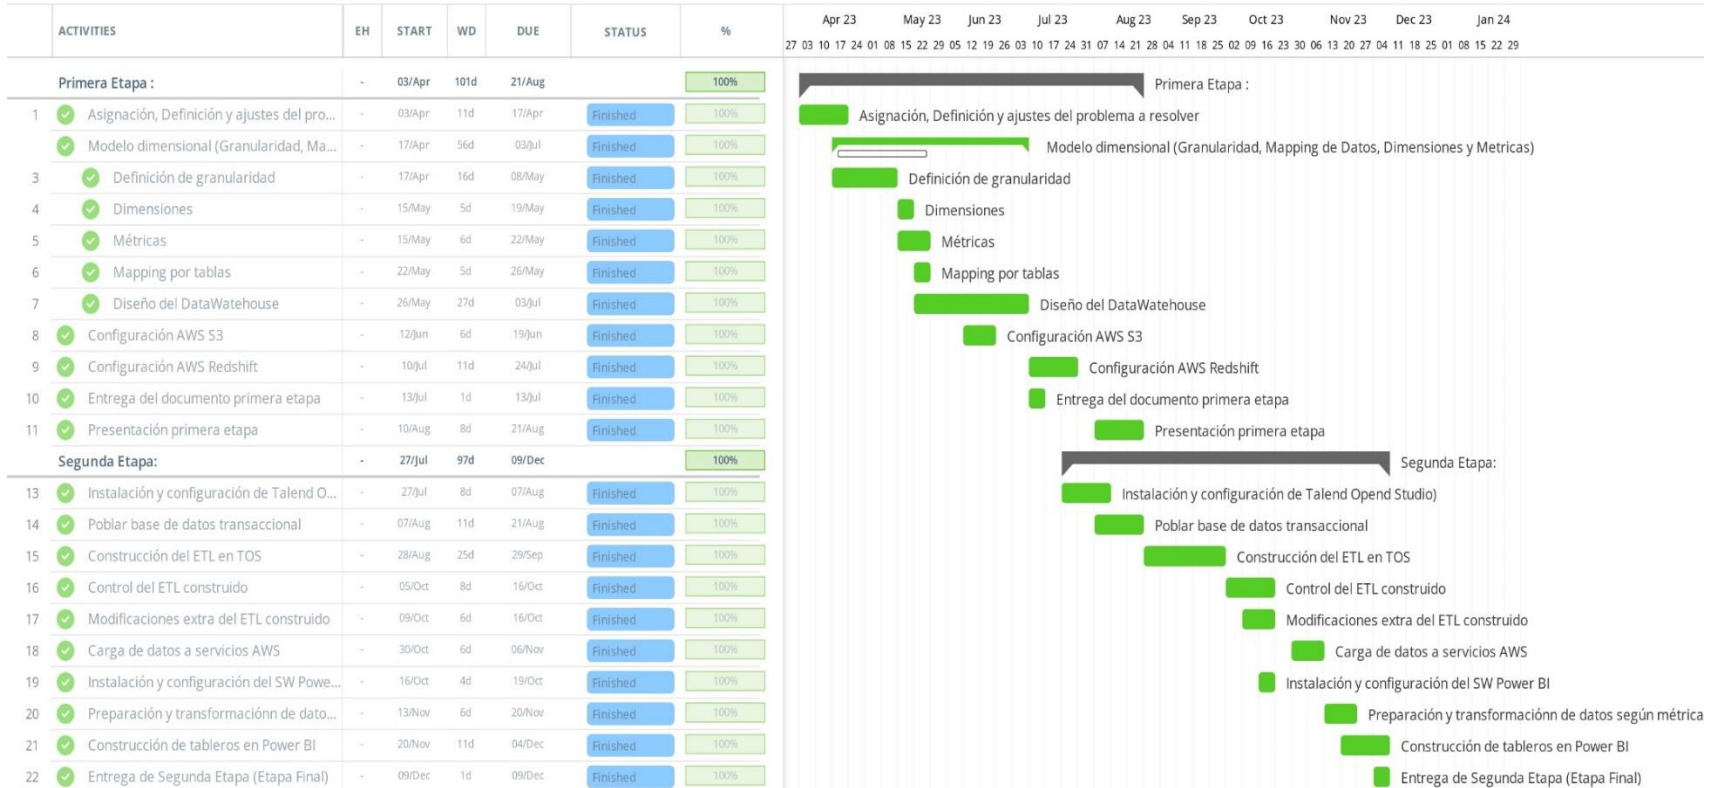 ACTIVITIES EH START WD DUE STATUS %
Apr 23 May 23 Jun 23 Jul 23 Aug 23 Sep 23 Oct 23 Nov 23 Dec 23 Jan 24
27 03 10 17 24 01 08 15 22 29 05 12 19 26 03 10 17 24 31 07 14 21 28 04 11 18 25 02 09 16 23 30 06 13 20 27 04 11 18 25 01 08 15 22 29
Primera Etapa : - 03/Apr 101d 21/Aug 100% Primera Etapa :
1 Asignación, Definición y ajustes del pro... - 03/Apr 11d 17/Apr Finished 100% Asignación, Definición y ajustes del problema a resolver
Modelo dimensional (Granularidad, Ma... - 17/Apr 56d 03/Jul Finished 100% Modelo dimensional (Granularidad, Mapping de Datos, Dimensiones y Metricas)
3 Definición de granularidad - 17/Apr 16d 08/May Finished 100% Definición de granularidad
4 Dimensiones - 15/May 5d 19/May Finished 100% Dimensiones
5 Métricas - 15/May 6d 22/May Finished 100% Métricas
6 Mapping por tablas - 22/May 5d 26/May Finished 100% Mapping por tablas
7 Diseño del DataWatehouse - 26/May 27d 03/Jul Finished 100% Diseño del DataWatehouse
8 Configuración AWS S3 - 12/Jun 6d 19/Jun Finished 100% Configuración AWS S3
9 Configuración AWS Redshift - 10/Jul 11d 24/Jul Finished 100% Configuración AWS Redshift
10 Entrega del documento primera etapa - 13/Jul 1d 13/Jul Finished 100% Entrega del documento primera etapa
11 Presentación primera etapa - 10/Aug 8d 21/Aug Finished 100% Presentación primera etapa
Segunda Etapa: - 27/Jul 97d 09/Dec 100% Segunda Etapa:
13 Instalación y configuración de Talend O... - 27/Jul 8d 07/Aug Finished 100% Instalación y configuración de Talend Opend Studio)
14 Poblar base de datos transaccional - 07/Aug 11d 21/Aug Finished 100% Poblar base de datos transaccional
15 Construcción del ETL en TOS - 28/Aug 25d 29/Sep Finished 100% Construcción del ETL en TOS
16 Control del ETL construido - 05/Oct 8d 16/Oct Finished 100% Control del ETL construido
17 Modificaciones extra del ETL construido - 09/Oct 6d 16/Oct Finished 100% Modificaciones extra del ETL construido
18 Carga de datos a servicios AWS - 30/Oct 6d 06/Nov Finished 100% Carga de datos a servicios AWS
19 Instalación y configuración del SW Powe... - 16/Oct 4d 19/Oct Finished 100% Instalación y configuración del SW Power BI
20 Preparación y transformaciónn de dato... - 13/Nov 6d 20/Nov Finished 100% Preparación y transformaciónn de datos según métrica
21 Construcción de tableros en Power BI - 20/Nov 11d 04/Dec Finished 100% Construcción de tableros en Power BI
22 Entrega de Segunda Etapa (Etapa Final) - 09/Dec 1d 09/Dec Finished 100% Entrega de Segunda Etapa (Etapa Final)